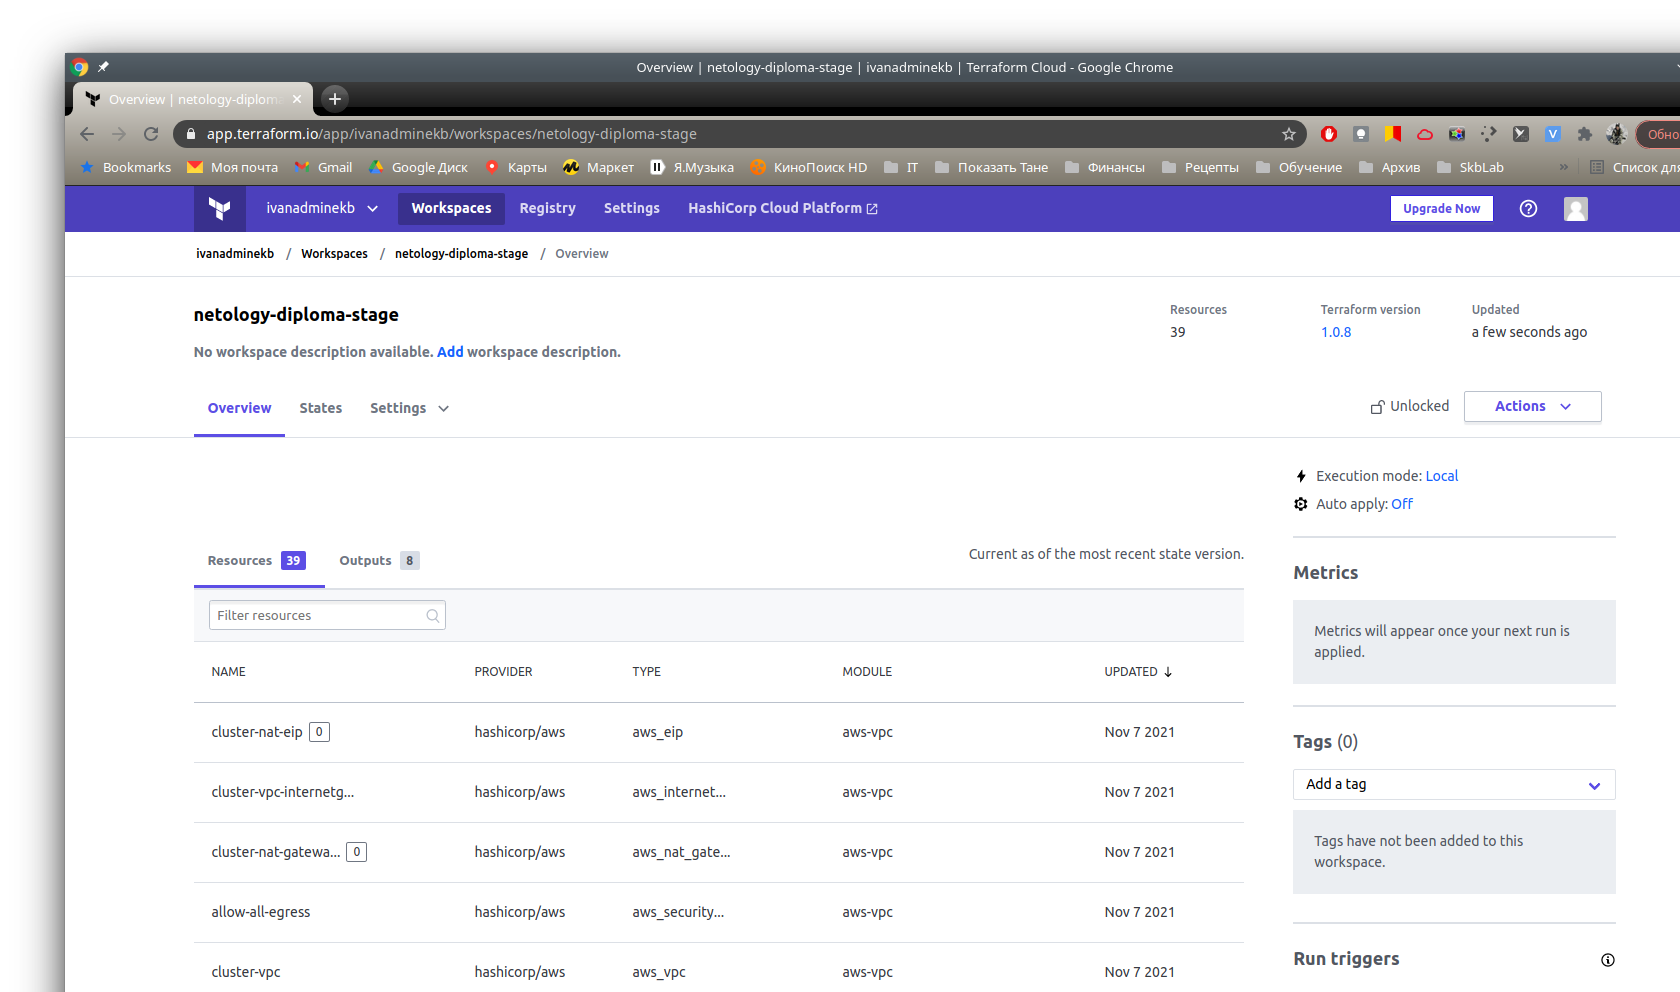 Overview | netology-diploma-stage | ivanadminekb | Terraform Cloud - Google Chrome
Overview | netology-diploma
app.terraform.io/app/ivanadminekb/workspaces/netology-diploma-stage
Обно
Bookmarks Моя почта Gmail Google Диск Карты Маркет Я.Музыка КиноПоиск HD IT Показать Тане Финансы Рецепты Обучение Архив SkbLab » Список для
ivanadminekb Workspaces Registry Settings HashiCorp Cloud Platform Upgrade Now
ivanadminekb / Workspaces / netology-diploma-stage / Overview
netology-diploma-stage
No workspace description available. Add workspace description.
Resources Terraform version Updated
39 1.0.8 a few seconds ago
Overview States Settings Unlocked Actions
Execution mode: Local
Auto apply: Off
Resources 39 Outputs 8 Current as of the most recent state version.
Filter resources
NAME PROVIDER TYPE MODULE UPDATED
cluster-nat-eip 0 hashicorp/aws aws_eip aws-vpc Nov 7 2021
cluster-vpc-internetg... hashicorp/aws aws_internet... aws-vpc Nov 7 2021
cluster-nat-gatewa... 0 hashicorp/aws aws_nat_gate... aws-vpc Nov 7 2021
allow-all-egress hashicorp/aws aws_security... aws-vpc Nov 7 2021
cluster-vpc hashicorp/aws aws_vpc aws-vpc Nov 7 2021
Metrics
Metrics will appear once your next run is
applied.
Tags (0)
Add a tag
Tags have not been added to this
workspace.
Run triggers